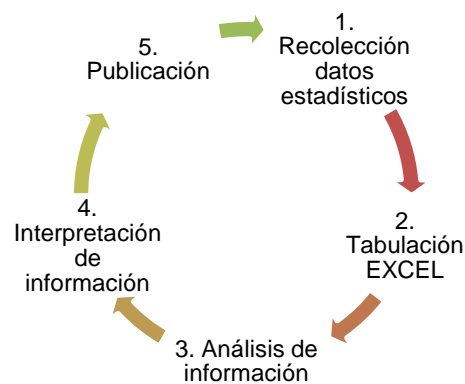 1.
Recolección
datos
estadísticos
2.
Tabulación
EXCEL
3. Análisis de
información
4.
Interpretación
de
información
5.
Publicación